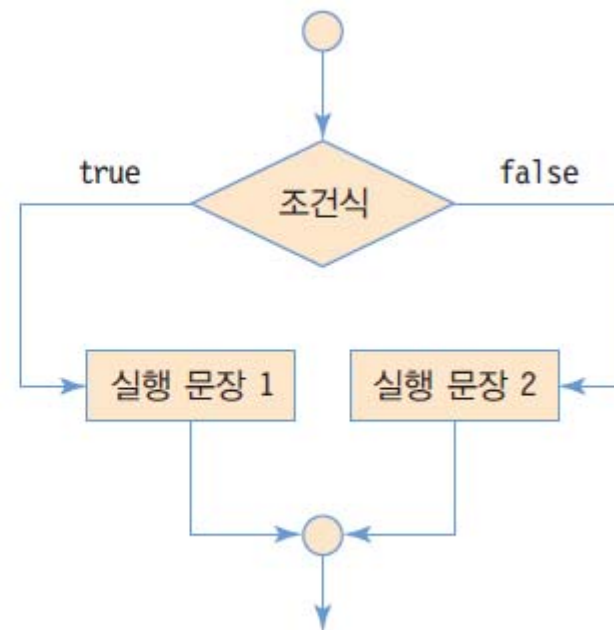 true
false
조건식
실행 문장 1
실행 문장 2